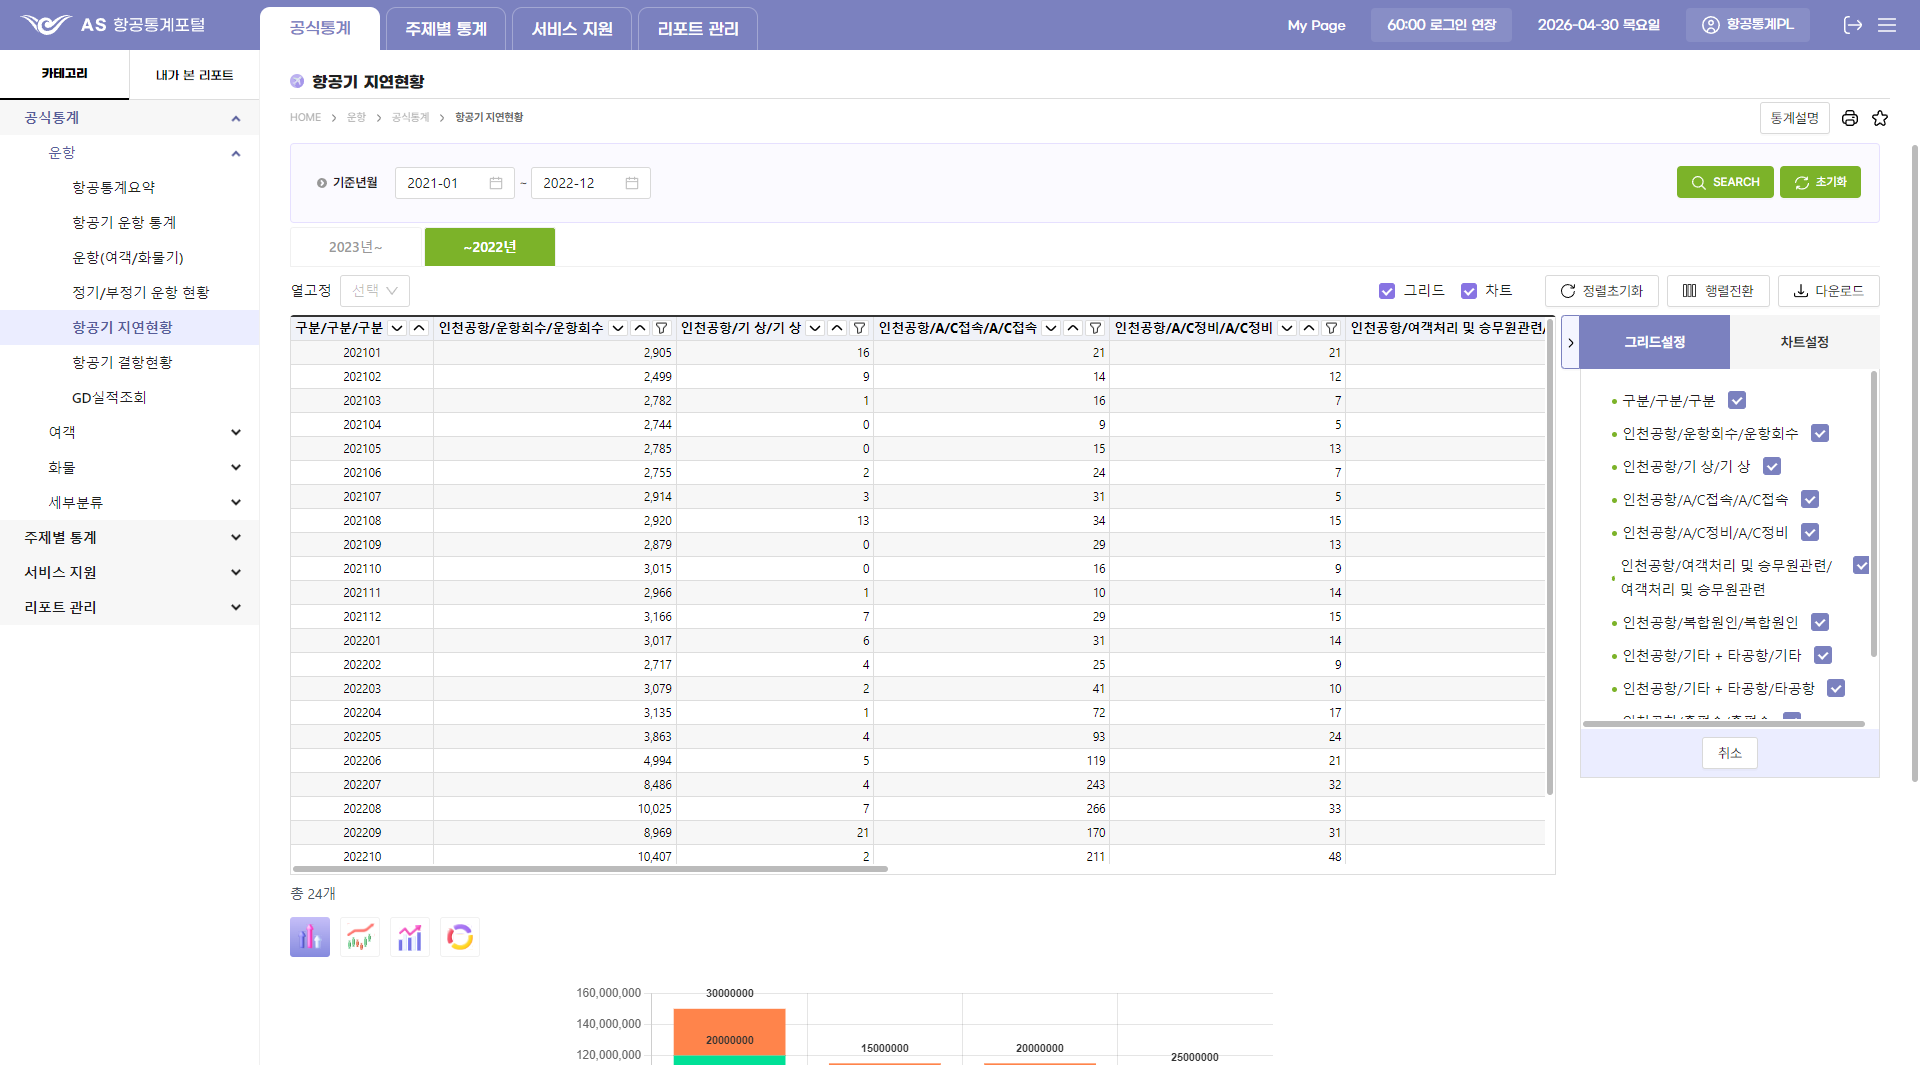 AS 항공통계포털
공식통계
주제별 통계
서비스 지원
리포트 관리
My Page
60:00 로그인 연장
2026-04-30 목요일
항공통계PL
카테고리
내가 본 리포트
공식통계
운항
항공통계요약
항공기 운항 통계
운항(여객/화물기)
정기/부정기 운항 현황
항공기 지연현황
항공기 결항현황
GD실적조회
여객
화물
세부분류
주제별 통계
서비스 지원
리포트 관리
항공기 지연현황
HOME > 운항 > 공식통계 > 항공기 지연현황
통계설명
기준년월
2021-01 ~ 2022-12
SEARCH
초기화
2023년~
~2022년
열고정 선택
그리드 차트
정렬초기화
행렬전환
다운로드
구분/구분/구분 인천공항/운항회수/운항회수 인천공항/기 상/기 상 인천공항/A/C접속/A/C접속 인천공항/A/C정비/A/C정비 인천공항/여객처리 및 승무원관련/
202101 2,905 16 21 21
202102 2,499 9 14 12
202103 2,782 1 16 7
202104 2,744 0 9 5
202105 2,785 0 15 13
202106 2,755 2 24 7
202107 2,914 3 31 5
202108 2,920 13 34 15
202109 2,879 0 29 13
202110 3,015 0 16 9
202111 2,966 1 10 14
202112 3,166 7 29 15
202201 3,017 6 31 14
202202 2,717 4 25 9
202203 3,079 2 41 10
202204 3,135 1 72 17
202205 3,863 4 93 24
202206 4,994 5 119 21
202207 8,486 4 243 32
202208 10,025 7 266 33
202209 8,969 21 170 31
202210 10,407 2 211 48
그리드설정
차트설정
구분/구분/구분
인천공항/운항회수/운항회수
인천공항/기 상/기 상
인천공항/A/C접속/A/C접속
인천공항/A/C정비/A/C정비
인천공항/여객처리 및 승무원관련/
여객처리 및 승무원관련
인천공항/복합원인/복합원인
인천공항/기타 + 타공항/기타
인천공항/기타 + 타공항/타공항
취소
총 24개
160,000,000
140,000,000
120,000,000
30000000
20000000
15000000
20000000
25000000